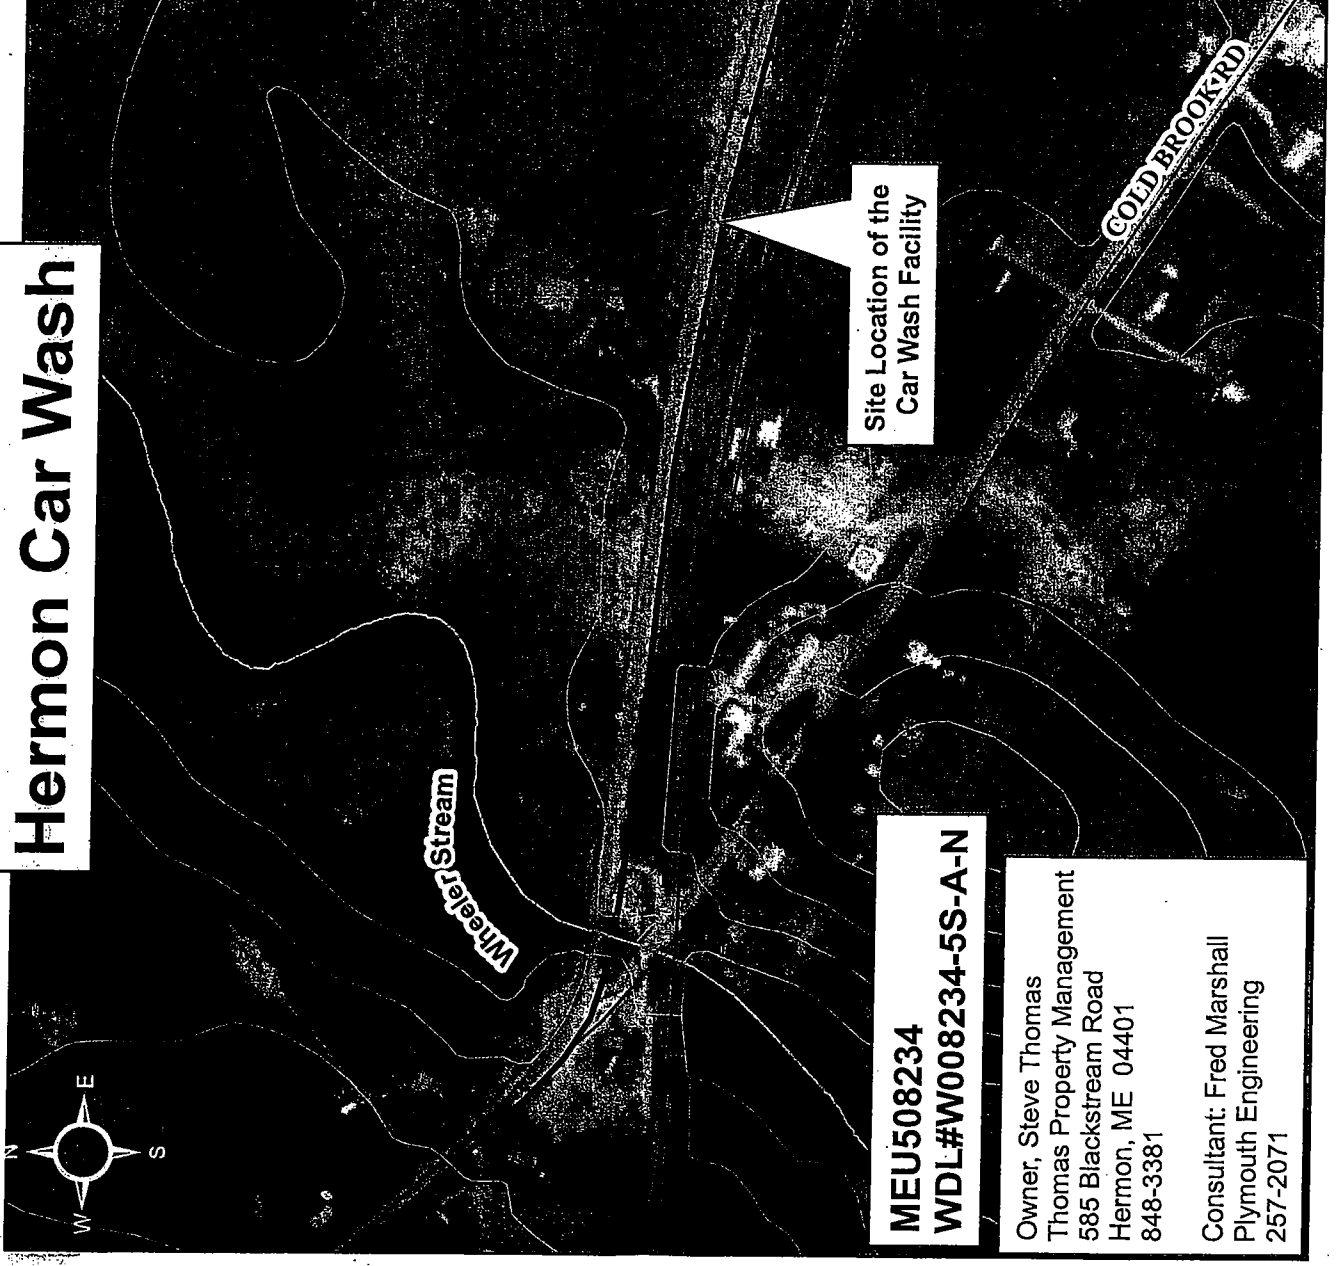 Hermon Car Wash
N
W
E
S
Wheeler Stream
COLD BROOK RD
Site Location of the
Car Wash Facility
MEU508234
WDL#W008234-5S-A-N
Owner, Steve Thomas
Thomas Property Management
585 Blackstream Road
Hermon, ME 04401
848-3381
Consultant: Fred Marshall
Plymouth Engineering
257-2071